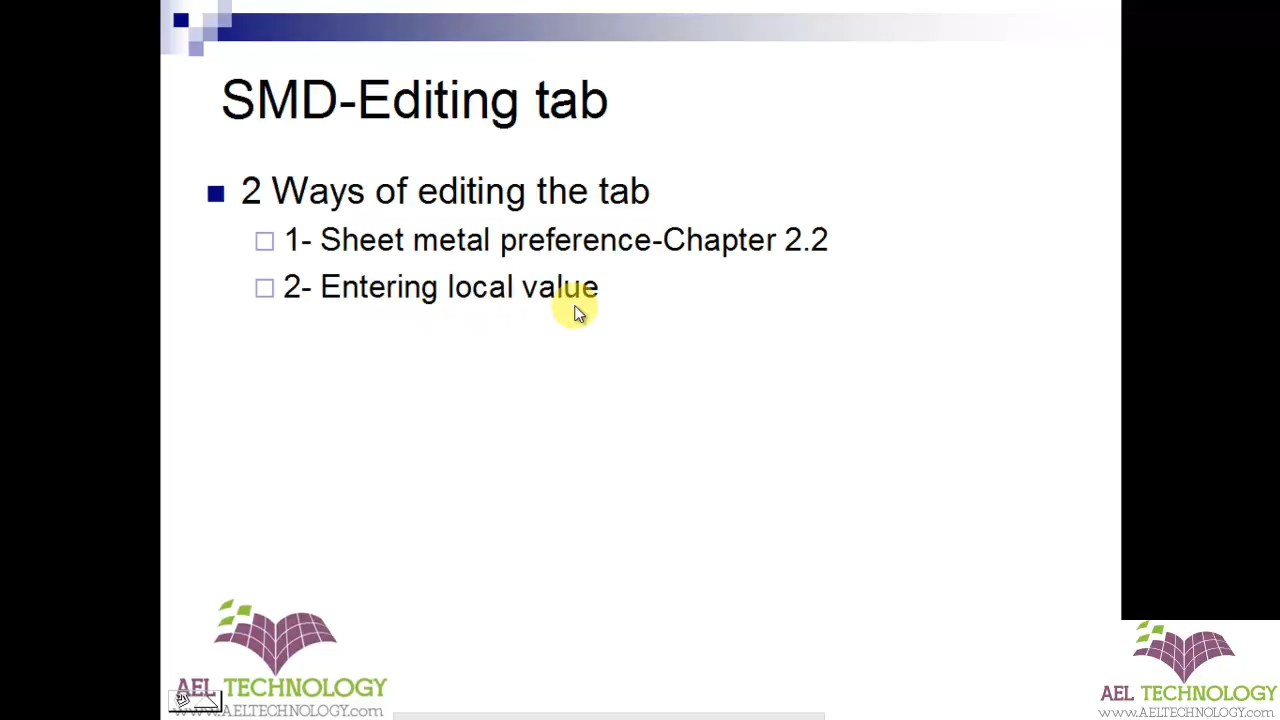 SMD-Editing tab
2 Ways of editing the tab
1- Sheet metal preference-Chapter 2.2
2- Entering local value
AEL TECHNOLOGY
www.AELTECHNOLOGY.com
AEL TECHNOLOGY
www.AELTECHNOLOGY.com